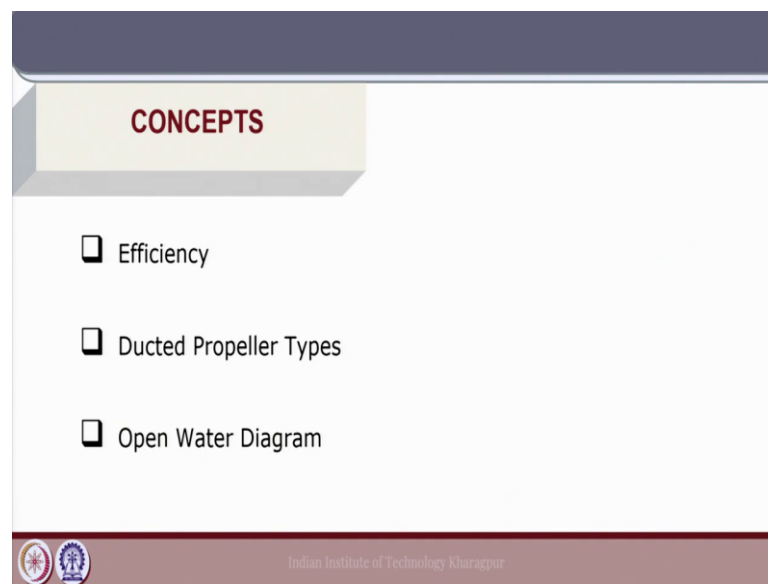 CONCEPTS
Efficiency
Ducted Propeller Types
Open Water Diagram
Indian Institute of Technology Kharagpur